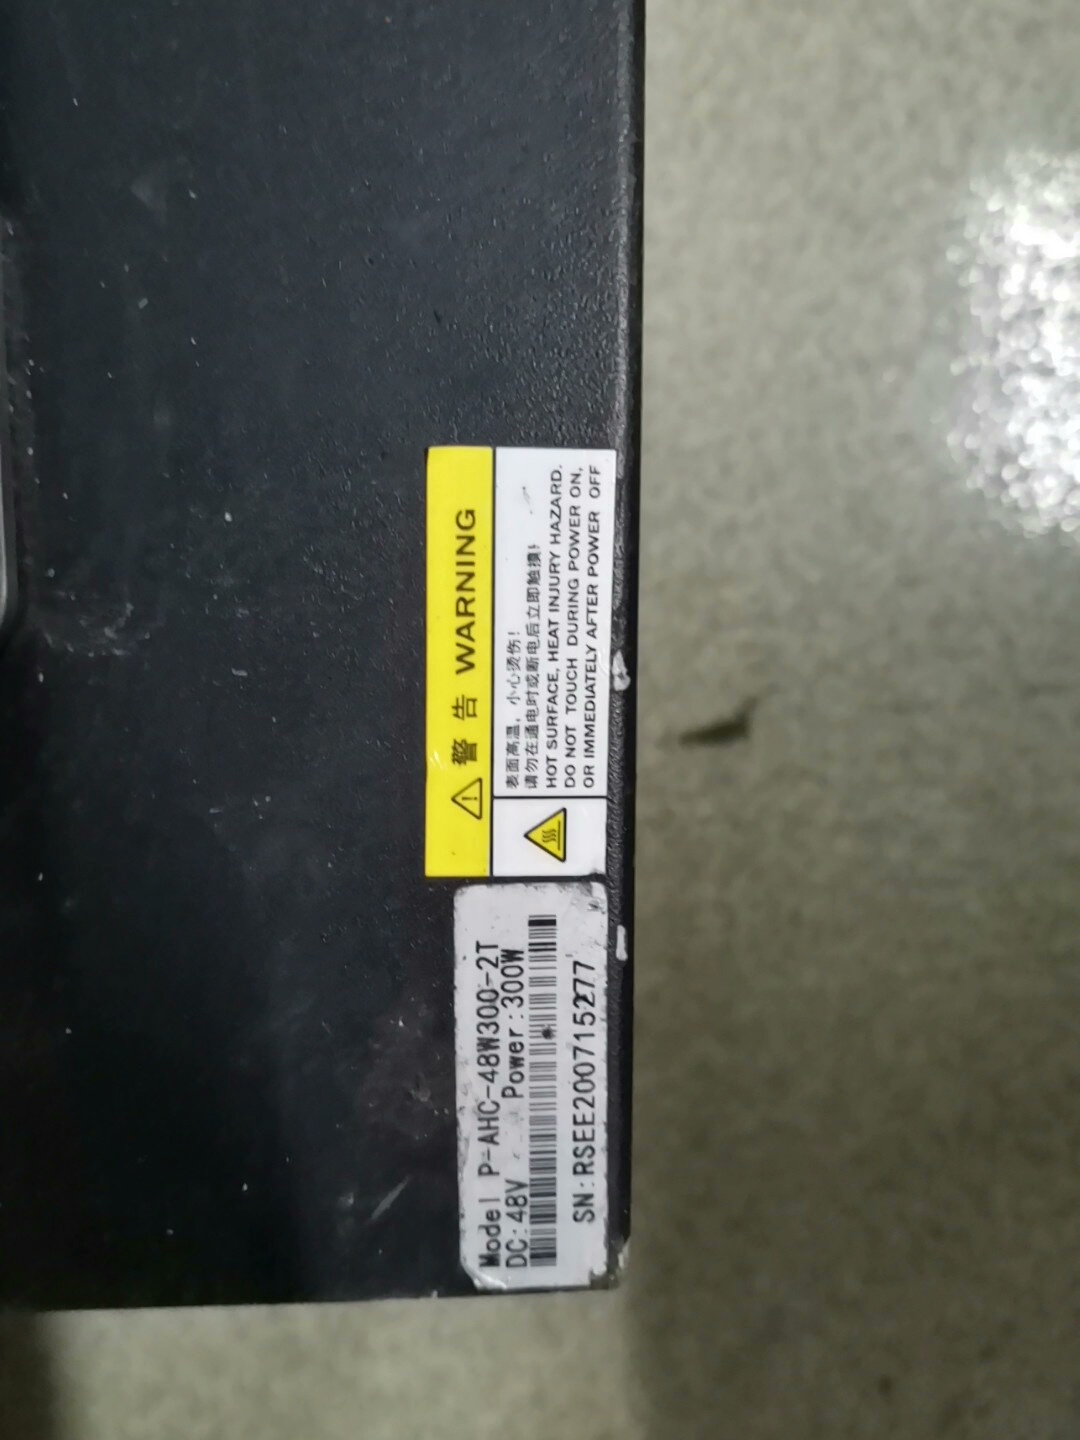 警告 WARNING
表面高温，小心烫伤!
请勿在通电时或断电后立即触摸!
HOT SURFACE, HEAT INJURY HAZARD.
DO NOT TOUCH DURING POWER ON,
OR IMMEDIATELY AFTER POWER OFF
Model P-AHC-48W300-2T
DC:48V Power:300W
SN:RSEE200715277